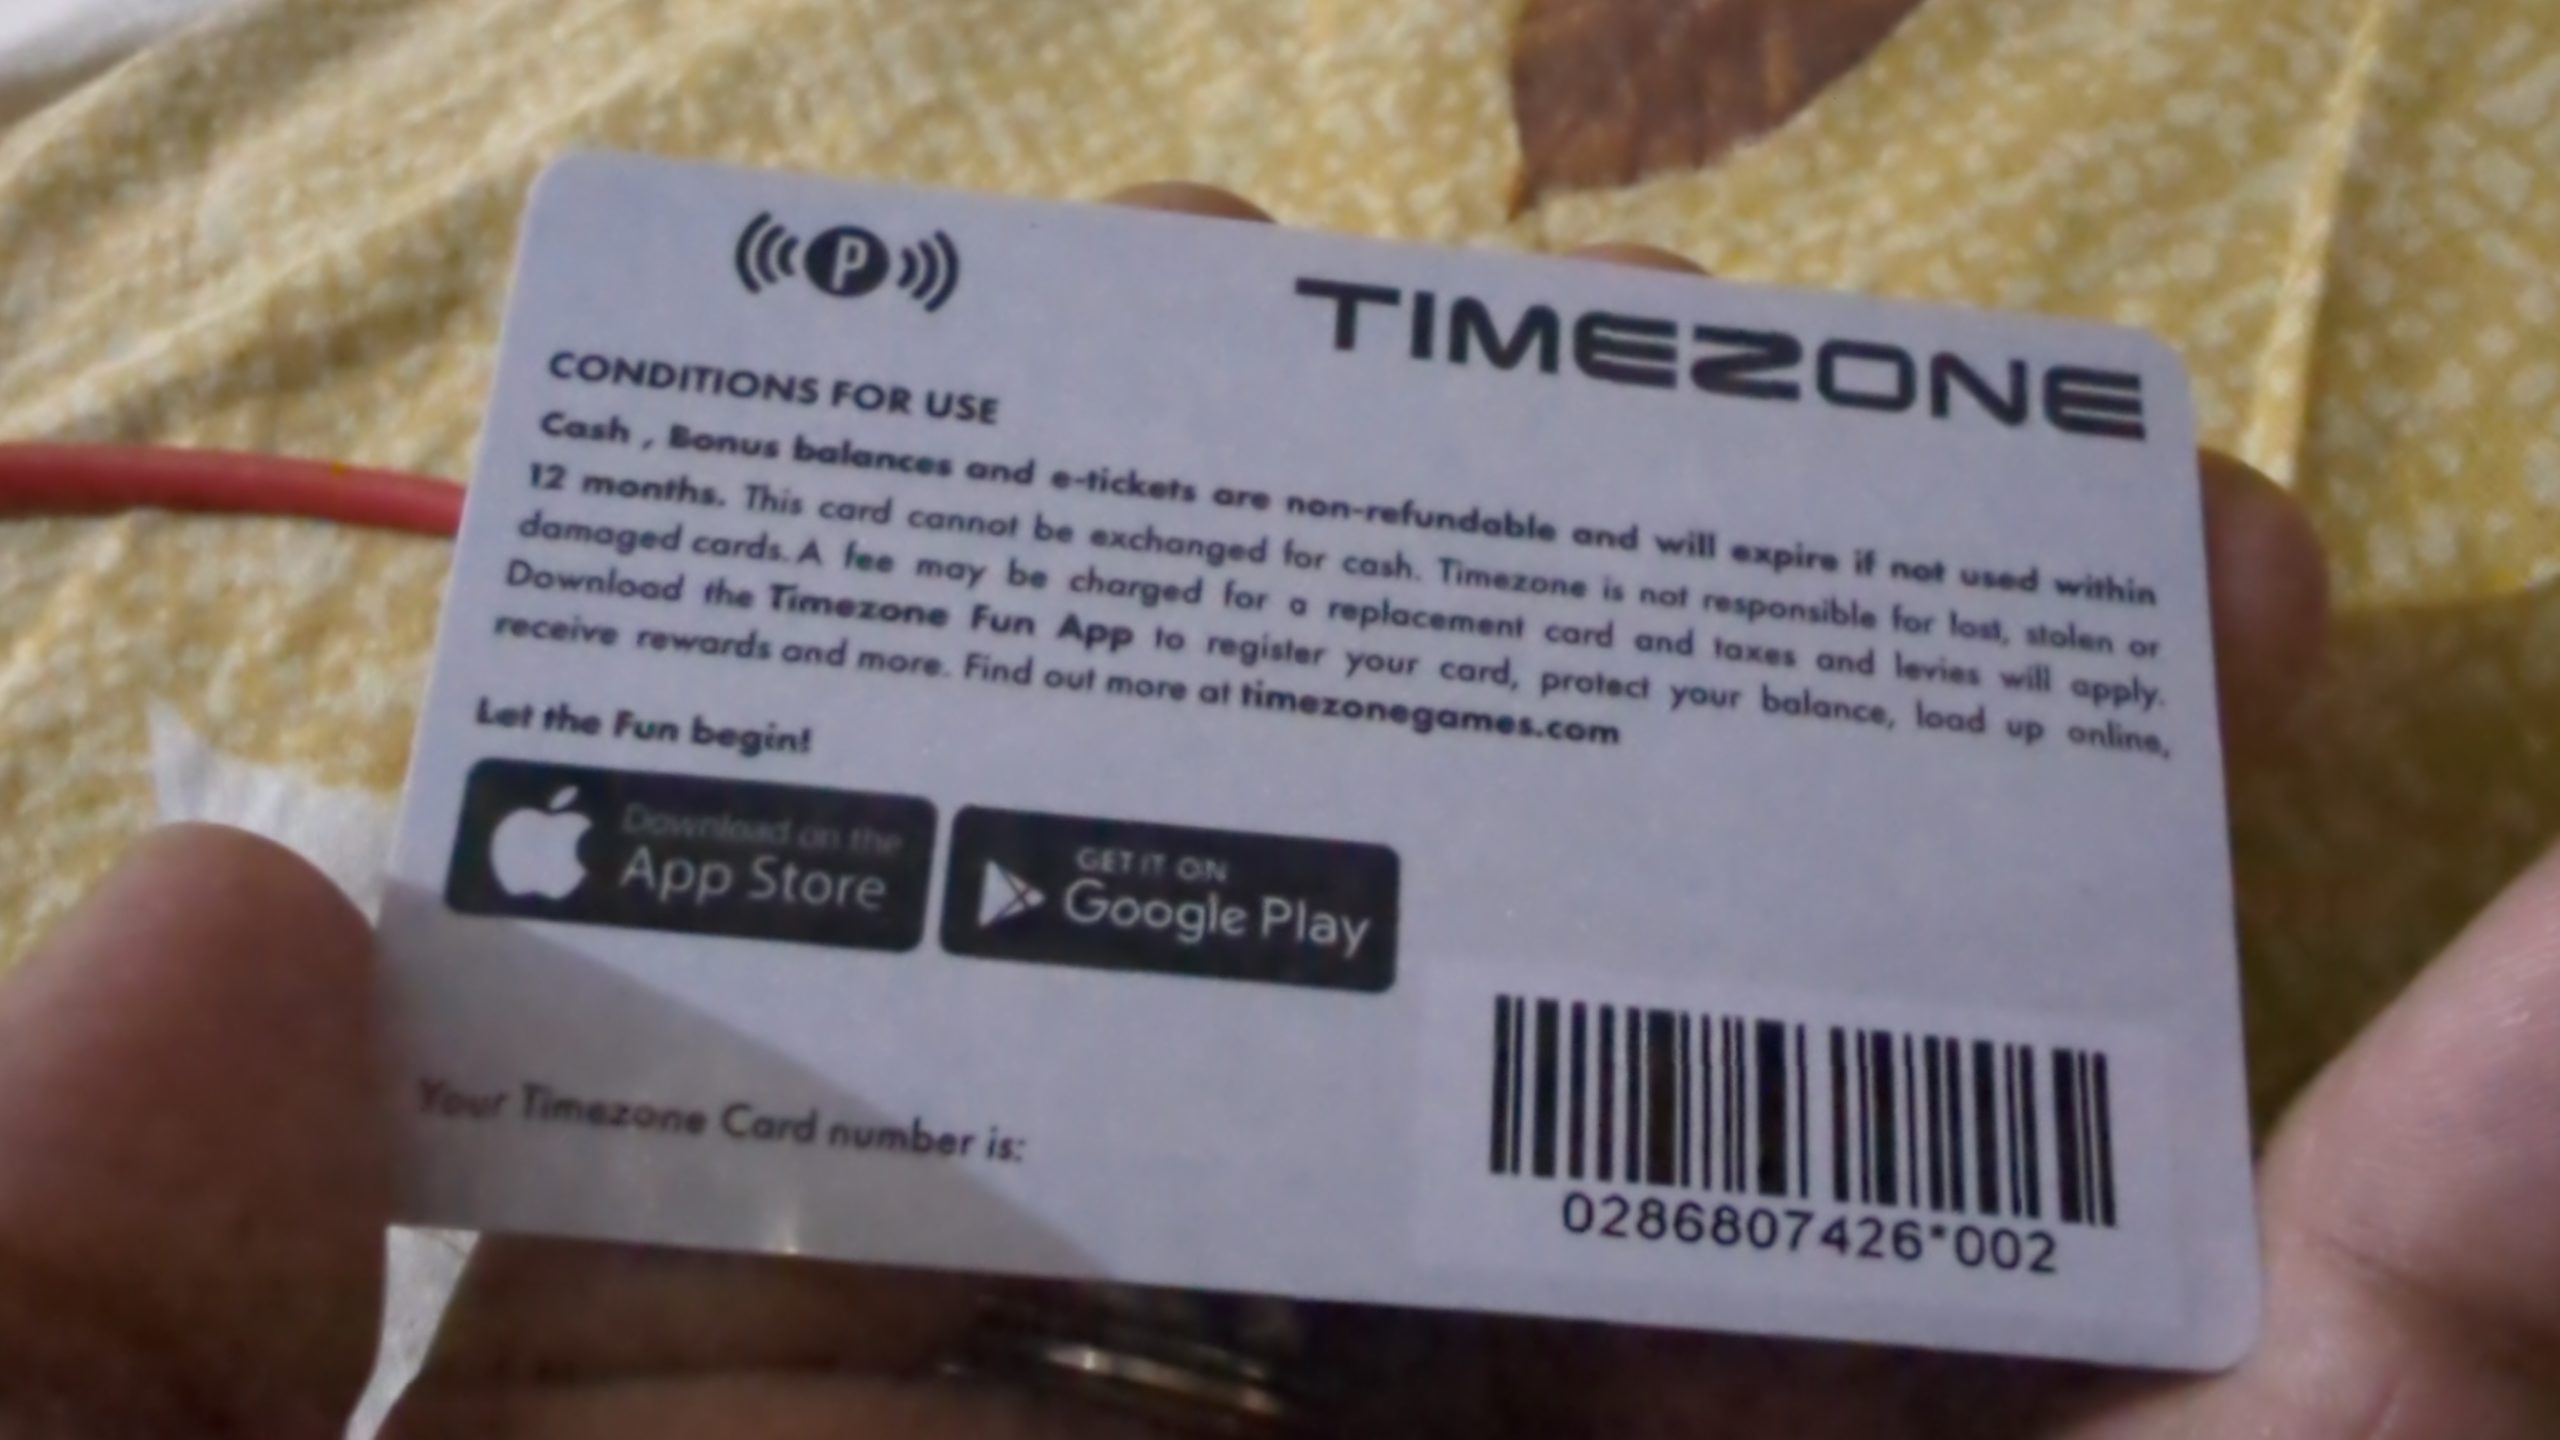 ((( P )))
TIMEZONE
CONDITIONS FOR USE
Cash , Bonus balances and e-tickets are non-refundable and will expire if not used within
12 months. This card cannot be exchanged for cash. Timezone is not responsible for lost, stolen or
damaged cards. A fee may be charged for a replacement card and taxes and levies will apply.
Download the Timezone Fun App to register your card, protect your balance, load up online,
receive rewards and more. Find out more at timezonegames.com
Let the Fun begin!
Download on the
App Store
GET IT ON
Google Play
Your Timezone Card number is:
0286807426*002